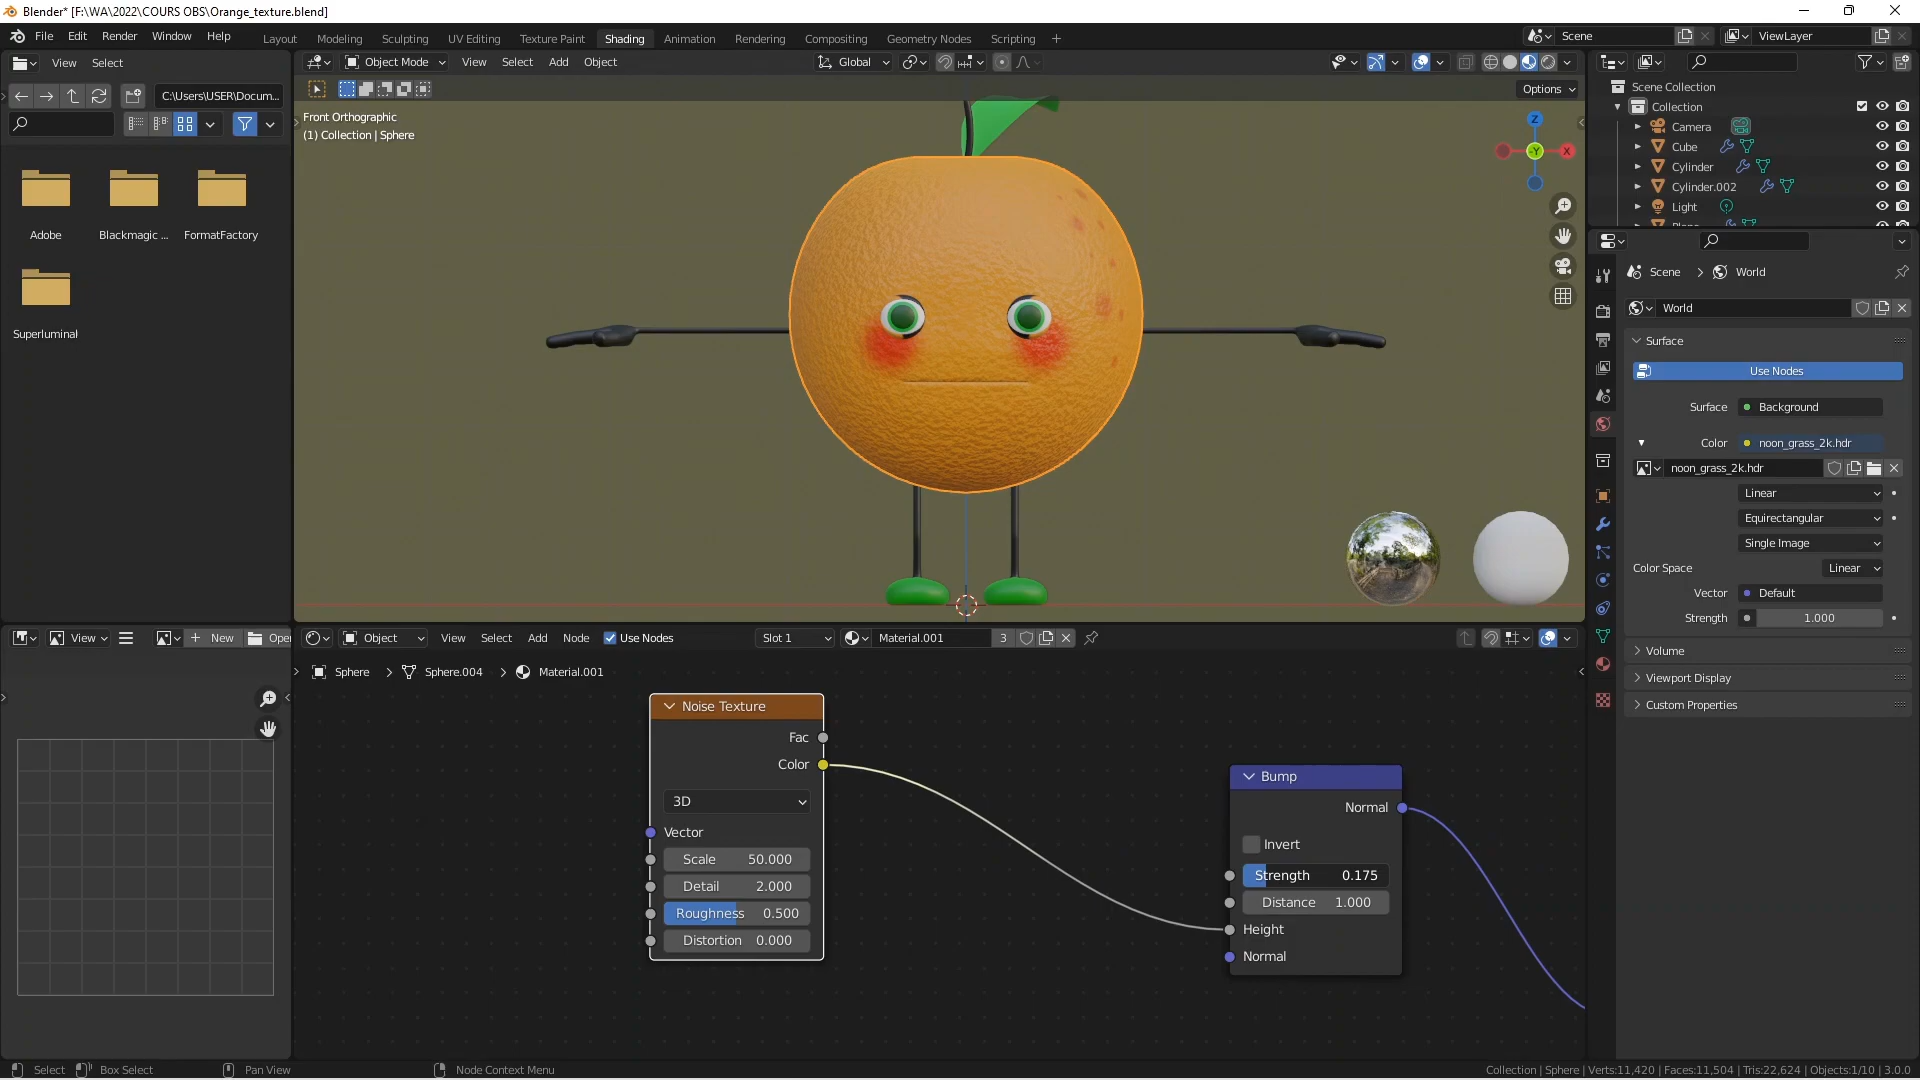 Blender* [F:\WA\2022\COURS OBS\Orange_texture.blend]
File Edit Render Window Help Layout Modeling Sculpting UV Editing Texture Paint Shading Animation Rendering Compositing Geometry Nodes Scripting + Scene ViewLayer
View Select
Object Mode View Select Add Object Global
C:\Users\USER\Docum...
Options
Front Orthographic
(1) Collection | Sphere
Z
-Y
X
Scene Collection
Collection
Camera
Cube
Cylinder
Cylinder.002
Light
Adobe
Blackmagic ...
FormatFactory
Superluminal
Scene > World
World
Surface
Use Nodes
Surface Background
Color noon_grass_2k.hdr
noon_grass_2k.hdr
Linear
Equirectangular
Single Image
Color Space Linear
Vector Default
Strength 1.000
Volume
Viewport Display
Custom Properties
View New Open
Object View Select Add Node Use Nodes Slot 1 Material.001 3
Sphere > Sphere.004 > Material.001
Noise Texture
Fac
Color
3D
Vector
Scale 50.000
Detail 2.000
Roughness 0.500
Distortion 0.000
Bump
Normal
Invert
Strength 0.175
Distance 1.000
Height
Normal
Select Box Select Pan View Node Context Menu
Collection | Sphere | Verts:11,420 | Faces:11,504 | Tris:22,624 | Objects:1/10 | 3.0.0